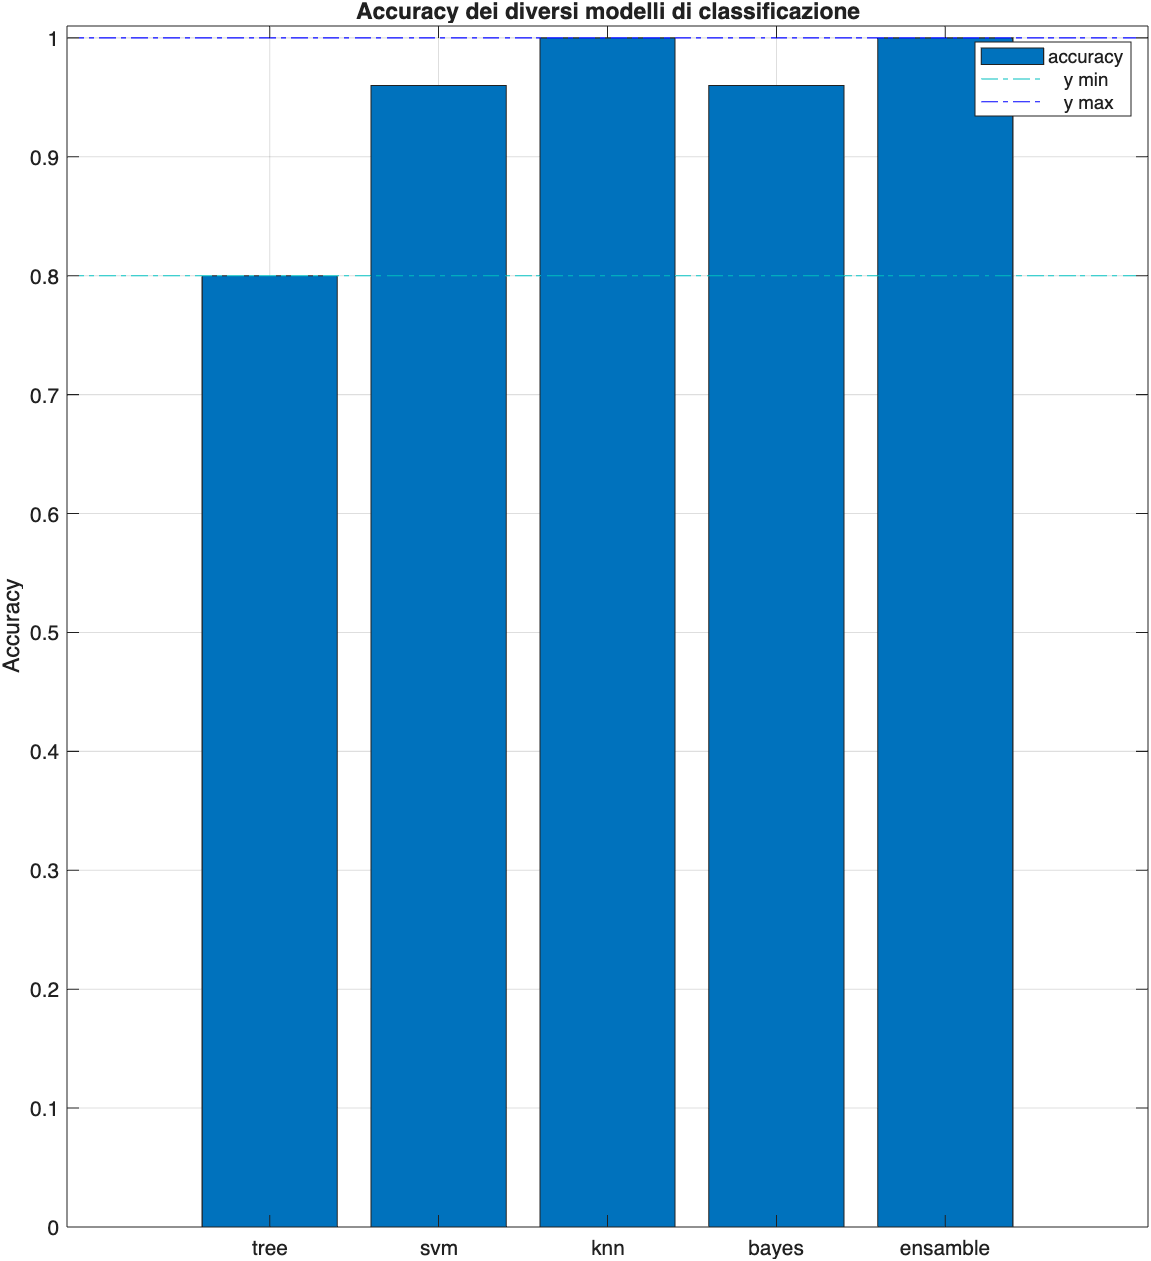 Accuracy dei diversi modelli di classificazione
accuracy
y min
y max
1
0.9
0.8
0.7
0.6
0.5
0.4
0.3
0.2
0.1
0
Accuracy
tree
svm
knn
bayes
ensamble